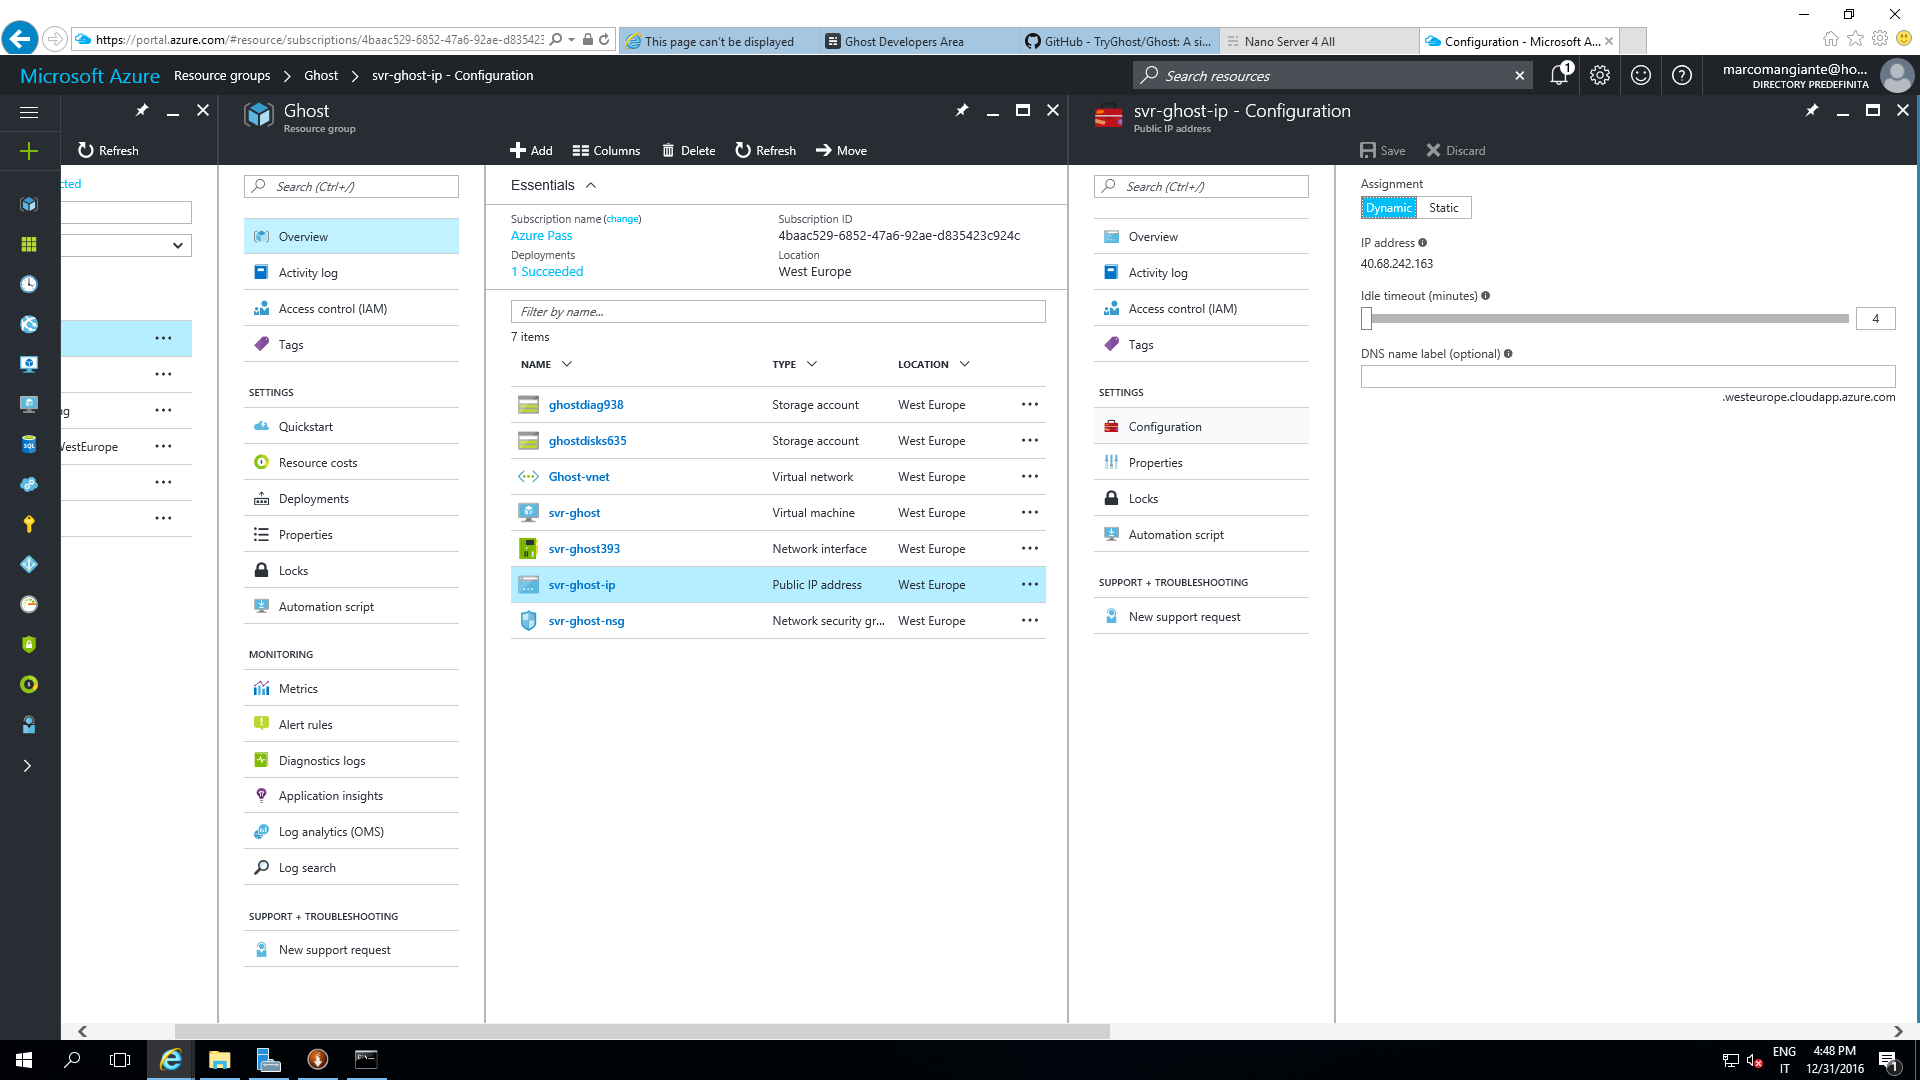 https://portal.azure.com/#resource/subscriptions/4baac529-6852-47a6-92ae-d835423
This page can't be displayed
Ghost Developers Area
GitHub - TryGhost/Ghost: A si...
Nano Server 4 All
Configuration - Microsoft A...
Microsoft Azure
Resource groups
Ghost
svr-ghost-ip - Configuration
Search resources
1
marcomangiante@ho...
DIRECTORY PREDEFINITA
Refresh
cted
ng
WestEurope
Ghost
Resource group
Add
Columns
Delete
Refresh
Move
Search (Ctrl+/)
Overview
Activity log
Access control (IAM)
Tags
SETTINGS
Quickstart
Resource costs
Deployments
Properties
Locks
Automation script
MONITORING
Metrics
Alert rules
Diagnostics logs
Application insights
Log analytics (OMS)
Log search
SUPPORT + TROUBLESHOOTING
New support request
Essentials
Subscription name (change)
Azure Pass
Deployments
1 Succeeded
Subscription ID
4baac529-6852-47a6-92ae-d835423c924c
Location
West Europe
Filter by name...
7 items
NAME TYPE LOCATION
ghostdiag938 Storage account West Europe
ghostdisks635 Storage account West Europe
Ghost-vnet Virtual network West Europe
svr-ghost Virtual machine West Europe
svr-ghost393 Network interface West Europe
svr-ghost-ip Public IP address West Europe
svr-ghost-nsg Network security gr... West Europe
svr-ghost-ip - Configuration
Public IP address
Save
Discard
Search (Ctrl+/)
Overview
Activity log
Access control (IAM)
Tags
SETTINGS
Configuration
Properties
Locks
Automation script
SUPPORT + TROUBLESHOOTING
New support request
Assignment
Dynamic Static
IP address
40.68.242.163
Idle timeout (minutes)
4
DNS name label (optional)
.westeurope.cloudapp.azure.com
ENG
IT
4:48 PM
12/31/2016
1